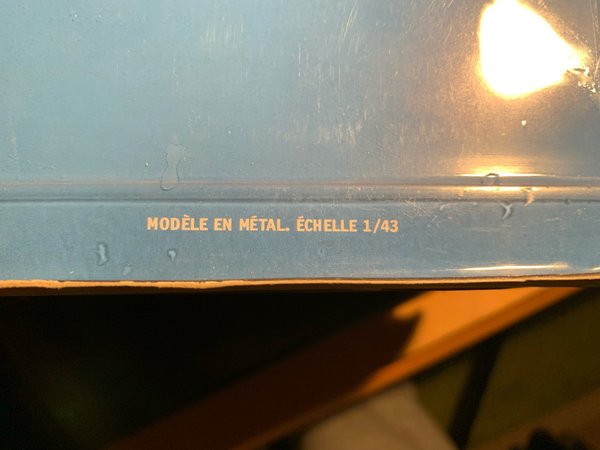 MODÈLE EN MÉTAL. ÉCHELLE 1/43